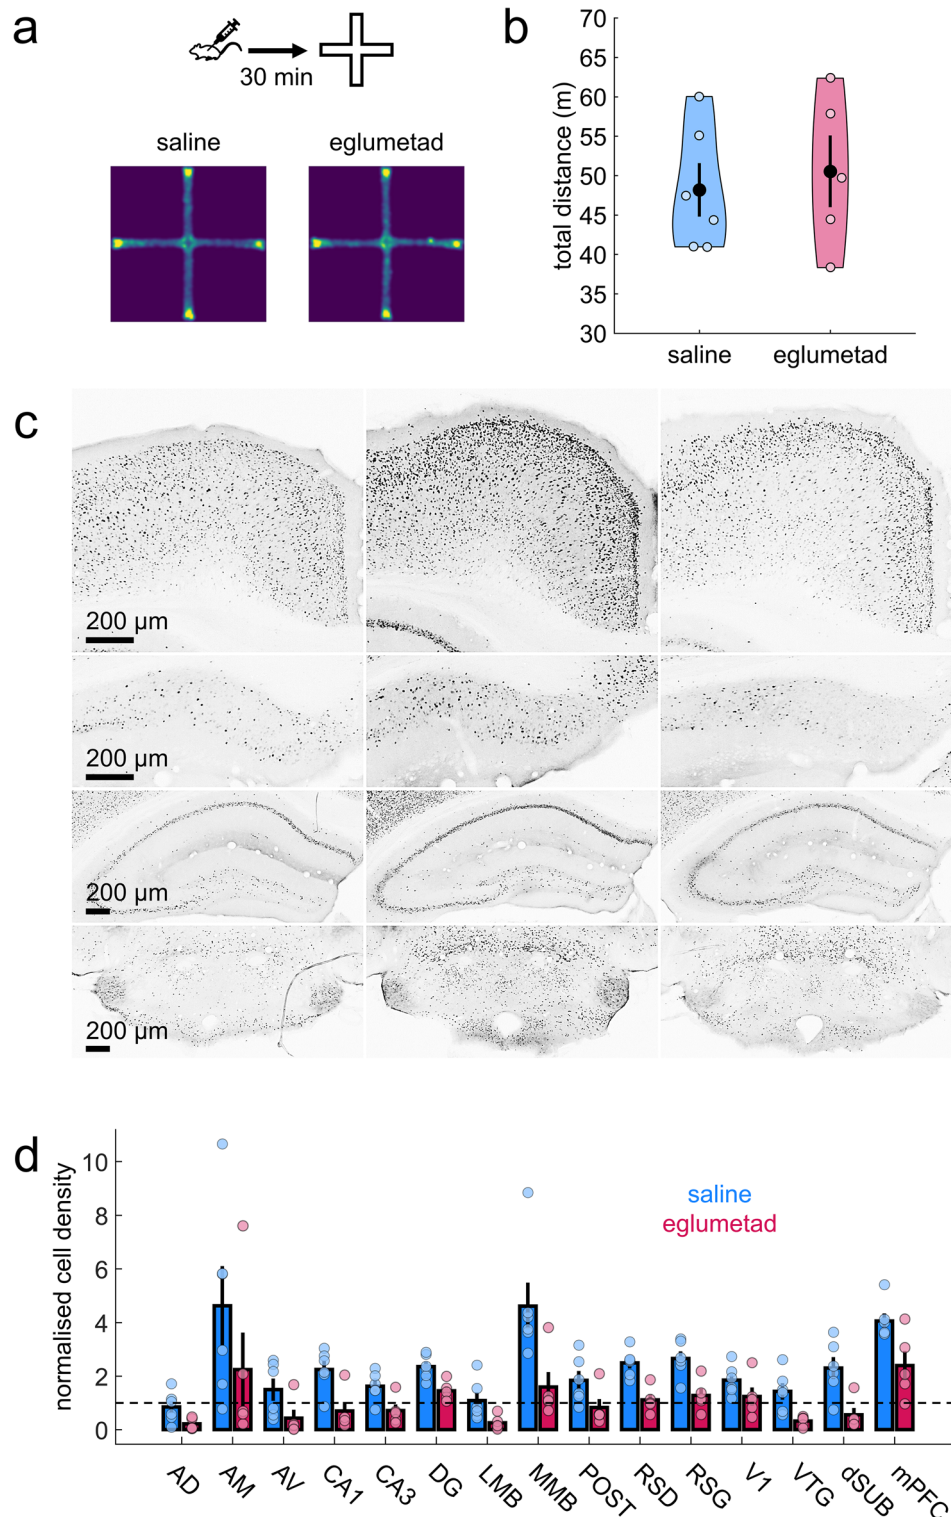 a
30 min
saline
eglumetad
b
total distance (m)
70
65
60
55
50
45
40
35
30
saline
eglumetad
c
200 µm
200 µm
200 µm
200 µm
d
normalised cell density
10
8
6
4
2
0
saline
eglumetad
AD
AM
AV
CA1
CA3
DG
LMB
MMB
POST
RSD
RSG
V1
VTG
dSUB
mPFC